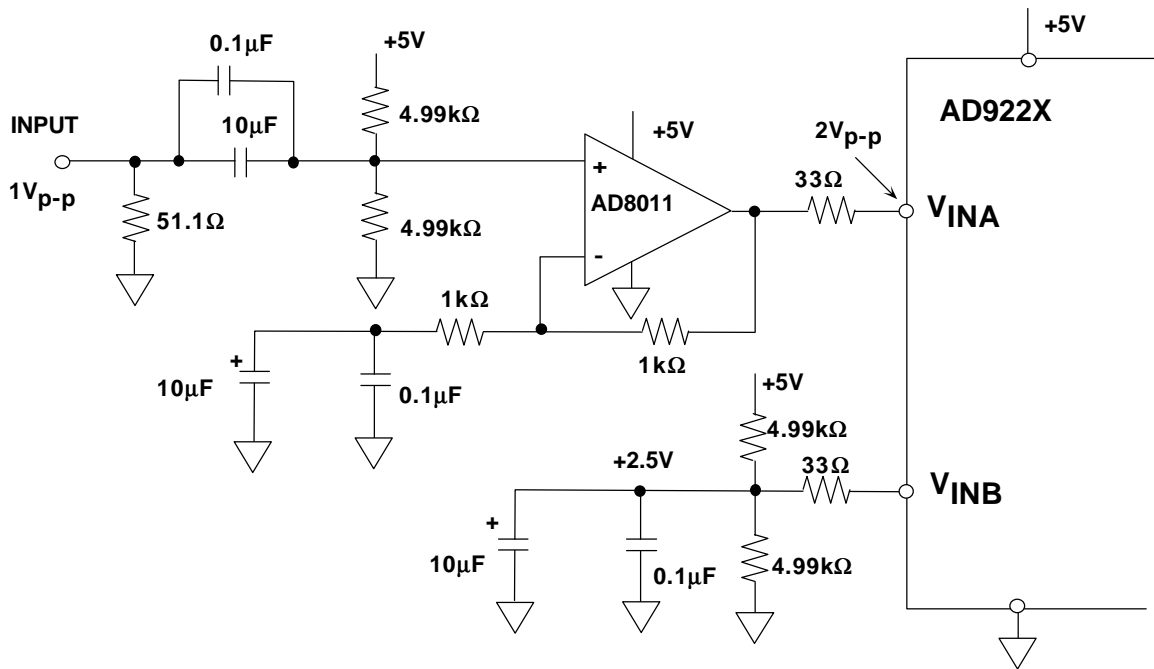 +5V
0.1µF
+5V
AD922X
INPUT
10µF
4.99kΩ
+5V
2Vp-p
1Vp-p
+
33Ω
AD8011
VINA
51.1Ω
4.99kΩ
-
1kΩ
1kΩ
+
10µF
0.1µF
+5V
4.99kΩ
+2.5V
33Ω
VINB
+
10µF
0.1µF
4.99kΩ